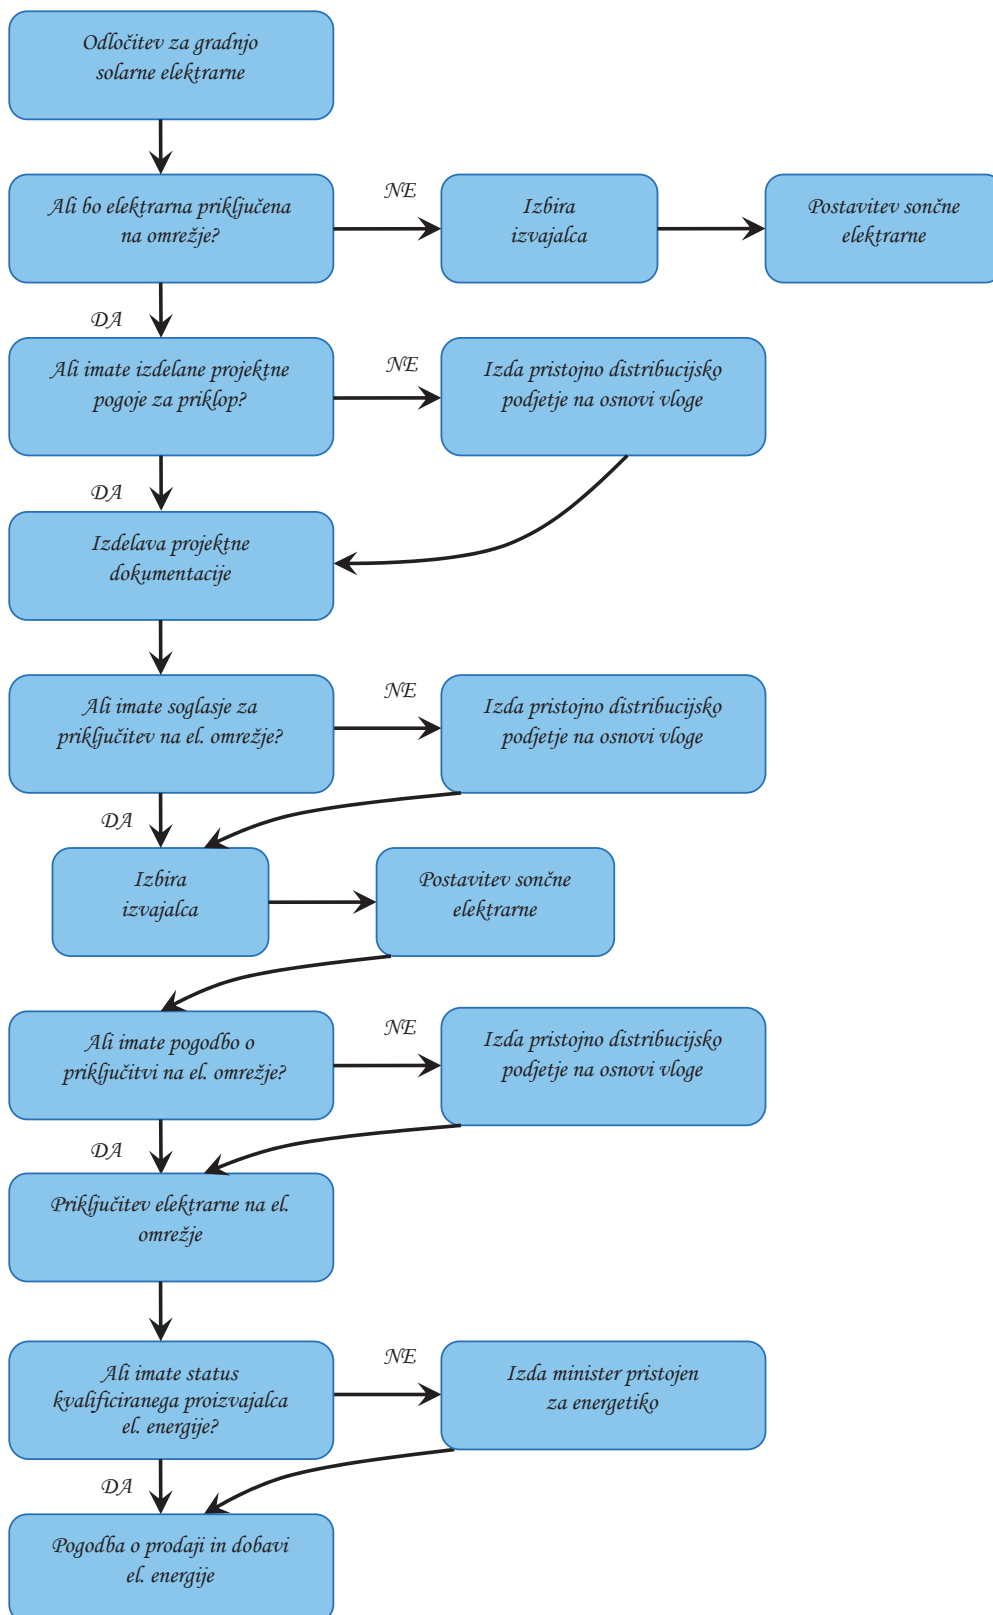 Odločitev za gradnjo
solarne elektrarne
Ali bo elektrarna priključena
na omrežje?
NE
Izbira
izvajalca
Postavitev sončne
elektrarne
DA
Ali imate izdelane projektne
pogoje za priklop?
NE
Izda pristojno distribucijsko
podjetje na osnovi vloge
DA
Izdelava projektne
dokumentacije
Ali imate soglasje za
priključitev na el. omrežje?
NE
Izda pristojno distribucijsko
podjetje na osnovi vloge
DA
Izbira
izvajalca
Postavitev sončne
elektrarne
Ali imate pogodbo o
priključitvi na el. omrežje?
NE
Izda pristojno distribucijsko
podjetje na osnovi vloge
DA
Priključitev elektrarne na el.
omrežje
Ali imate status
kvalificiranega proizvajalca
el. energije?
NE
Izda minister pristojen
za energetiko
DA
Pogodba o prodaji in dobavi
el. energije